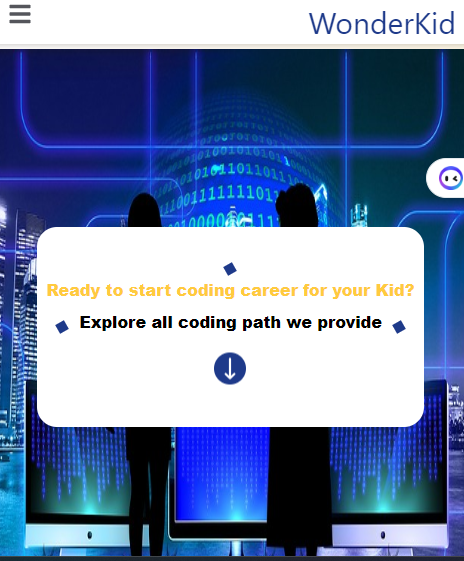 WonderKid
Ready to start coding career for your Kid?
Explore all coding path we provide